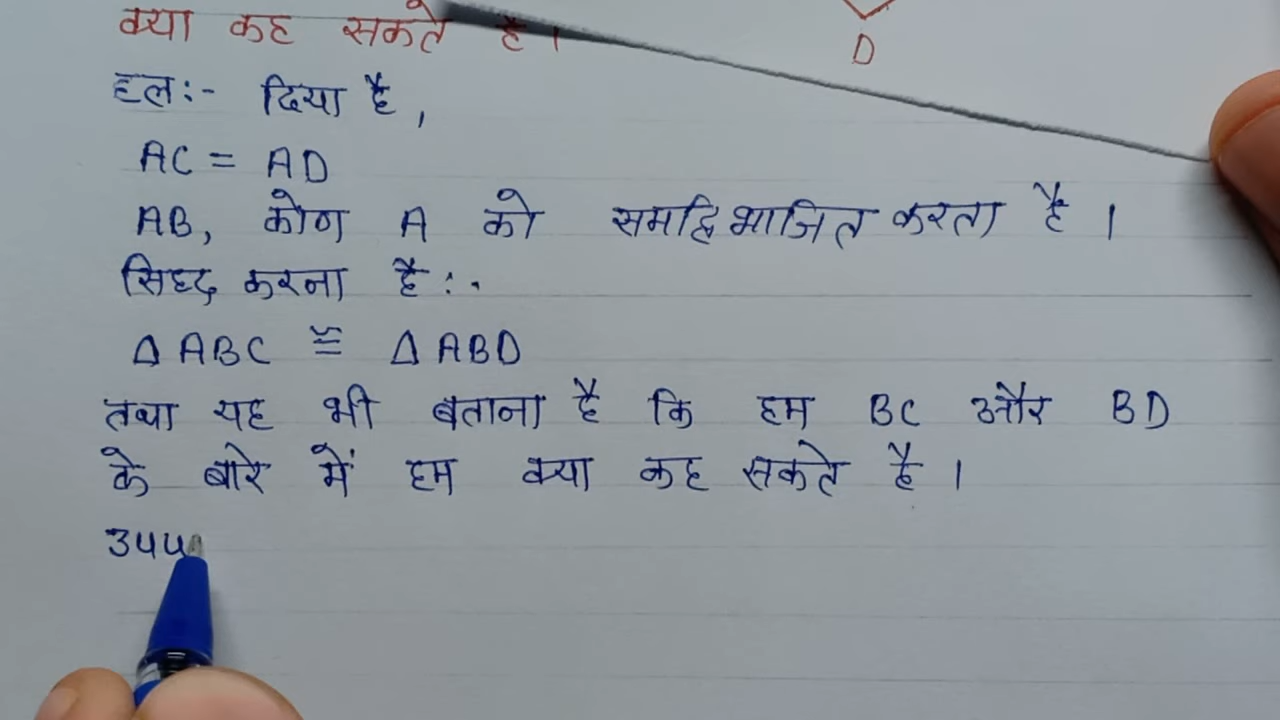 क्या कह सकते है।
D
हल:- दिया है,
AC = AD
AB, कोण A को समद्विभाजित करता है।
सिध्द करना है:-
Δ ABC ≅ Δ ABD
तथा यह भी बताना है कि हम BC और BD
के बारे में हम क्या कह सकते है।
उप